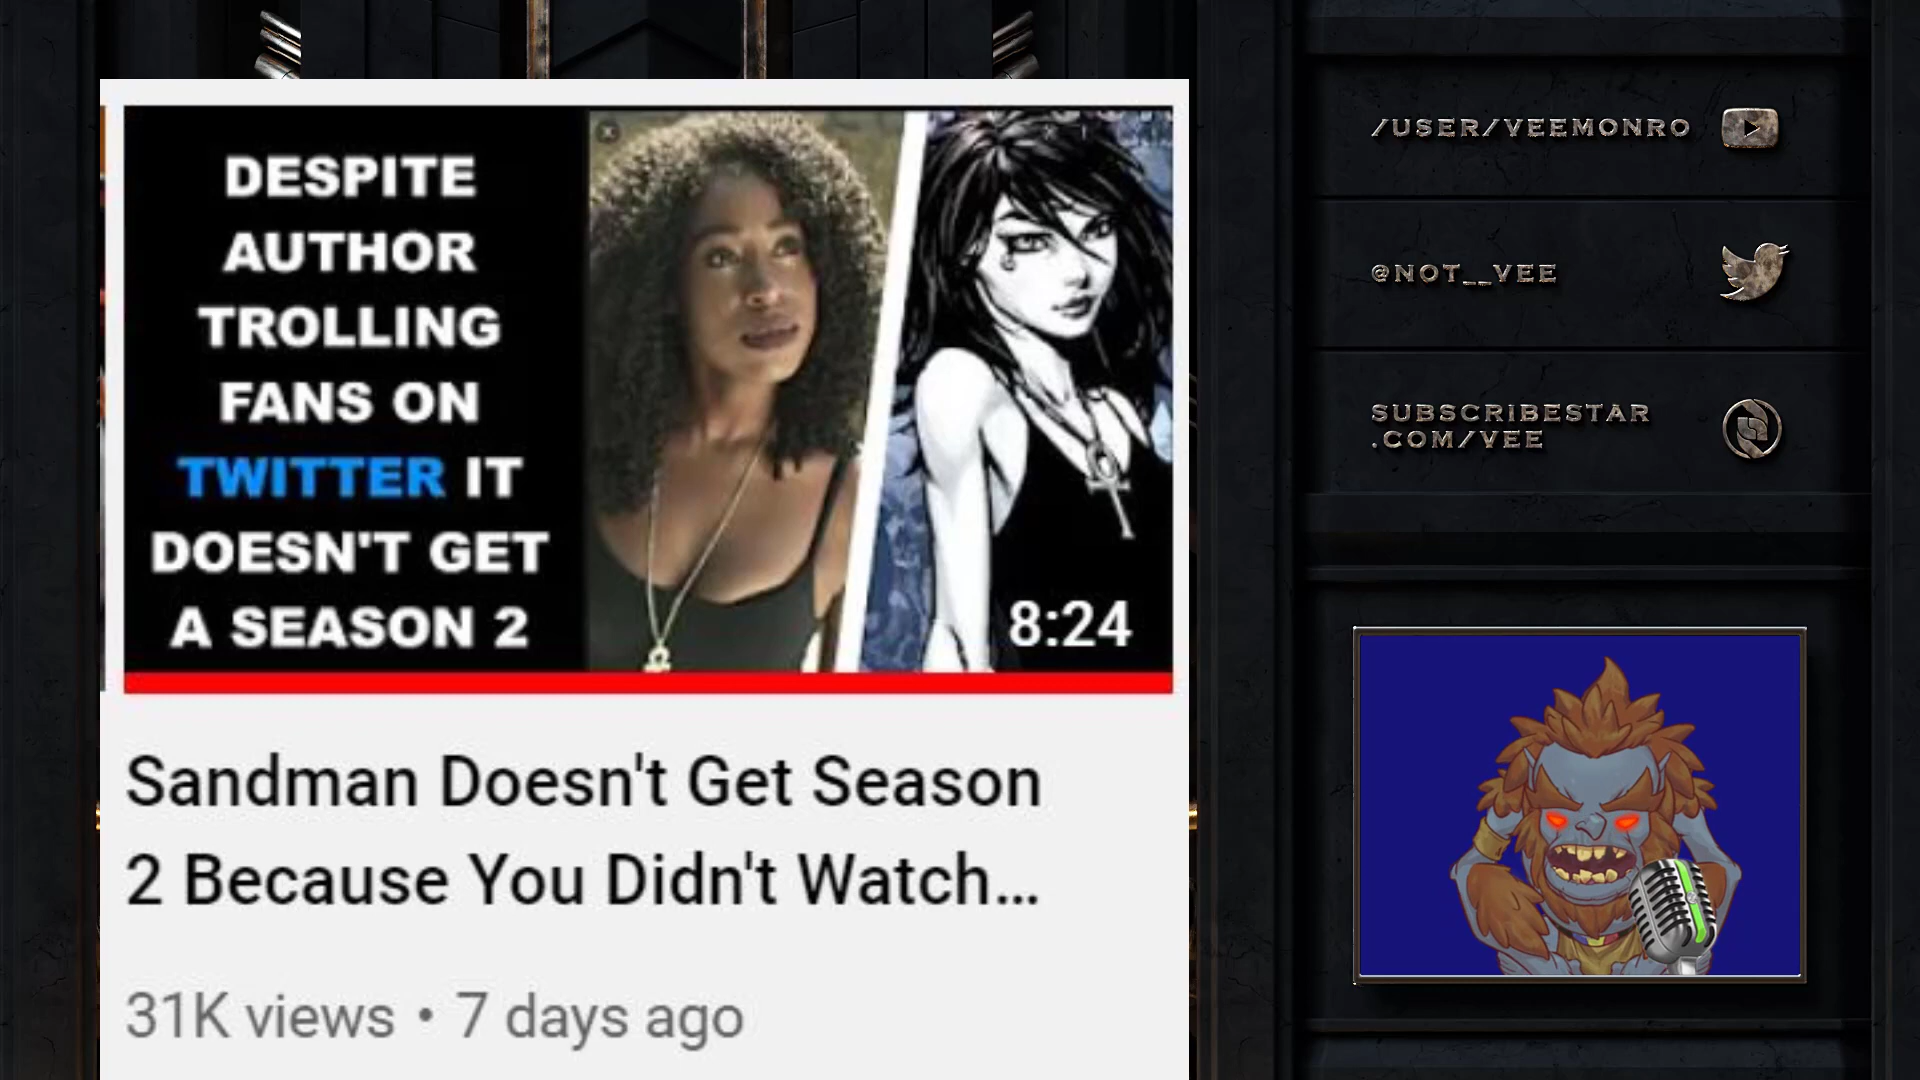 DESPITE
AUTHOR
TROLLING
FANS ON
TWITTER IT
DOESN'T GET
A SEASON 2
8:24
Sandman Doesn't Get Season
2 Because You Didn't Watch...
31K views • 7 days ago
/USER/VEEMONRO
@NOT__VEE
SUBSCRIBESTAR
.COM/VEE